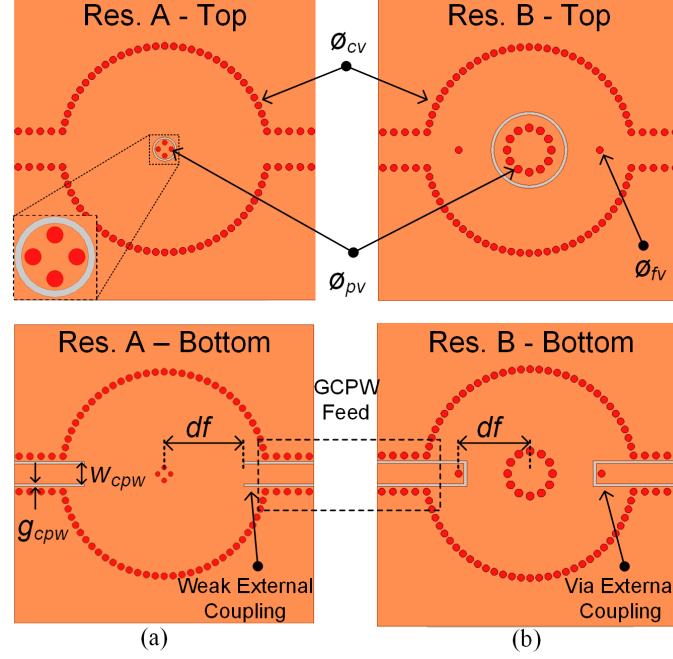 Res. A - Top
Res. B - Top
øcv
øpv
øfv
Res. A – Bottom
Res. B - Bottom
GCPW
Feed
df
df
wcpw
gcpw
Weak External
Coupling
Via External
Coupling
(a)
(b)